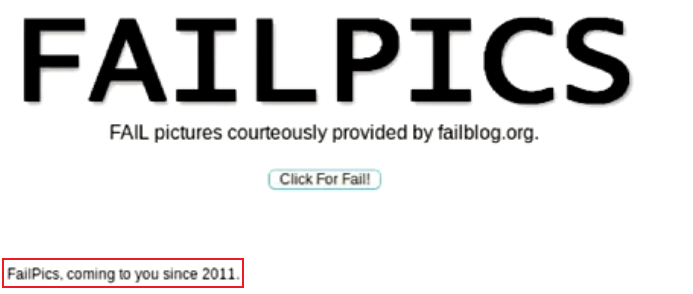 FAILPICS
FAIL pictures courteously provided by failblog.org.
Click For Fail!
FailPics, coming to you since 2011.